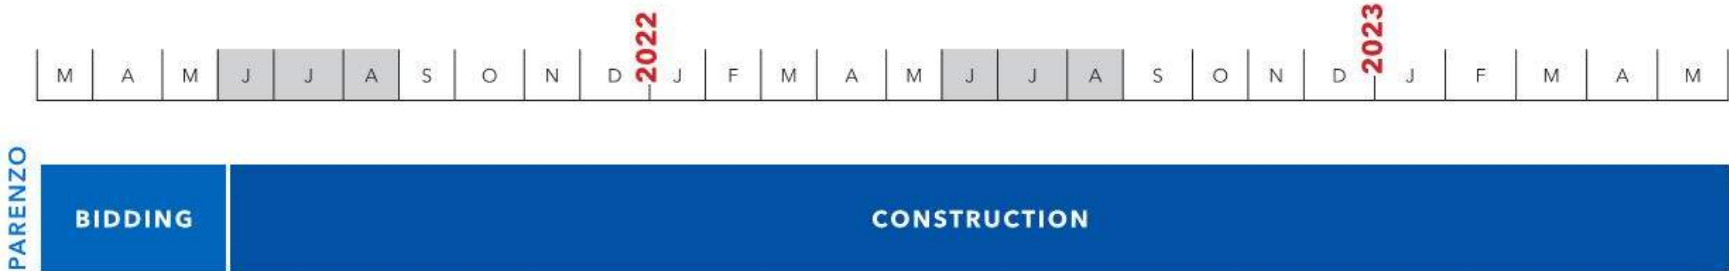 2022 2023
M A M J J A S O N D J F M A M J J A S O N D J F M A M
PARENZO
BIDDING CONSTRUCTION